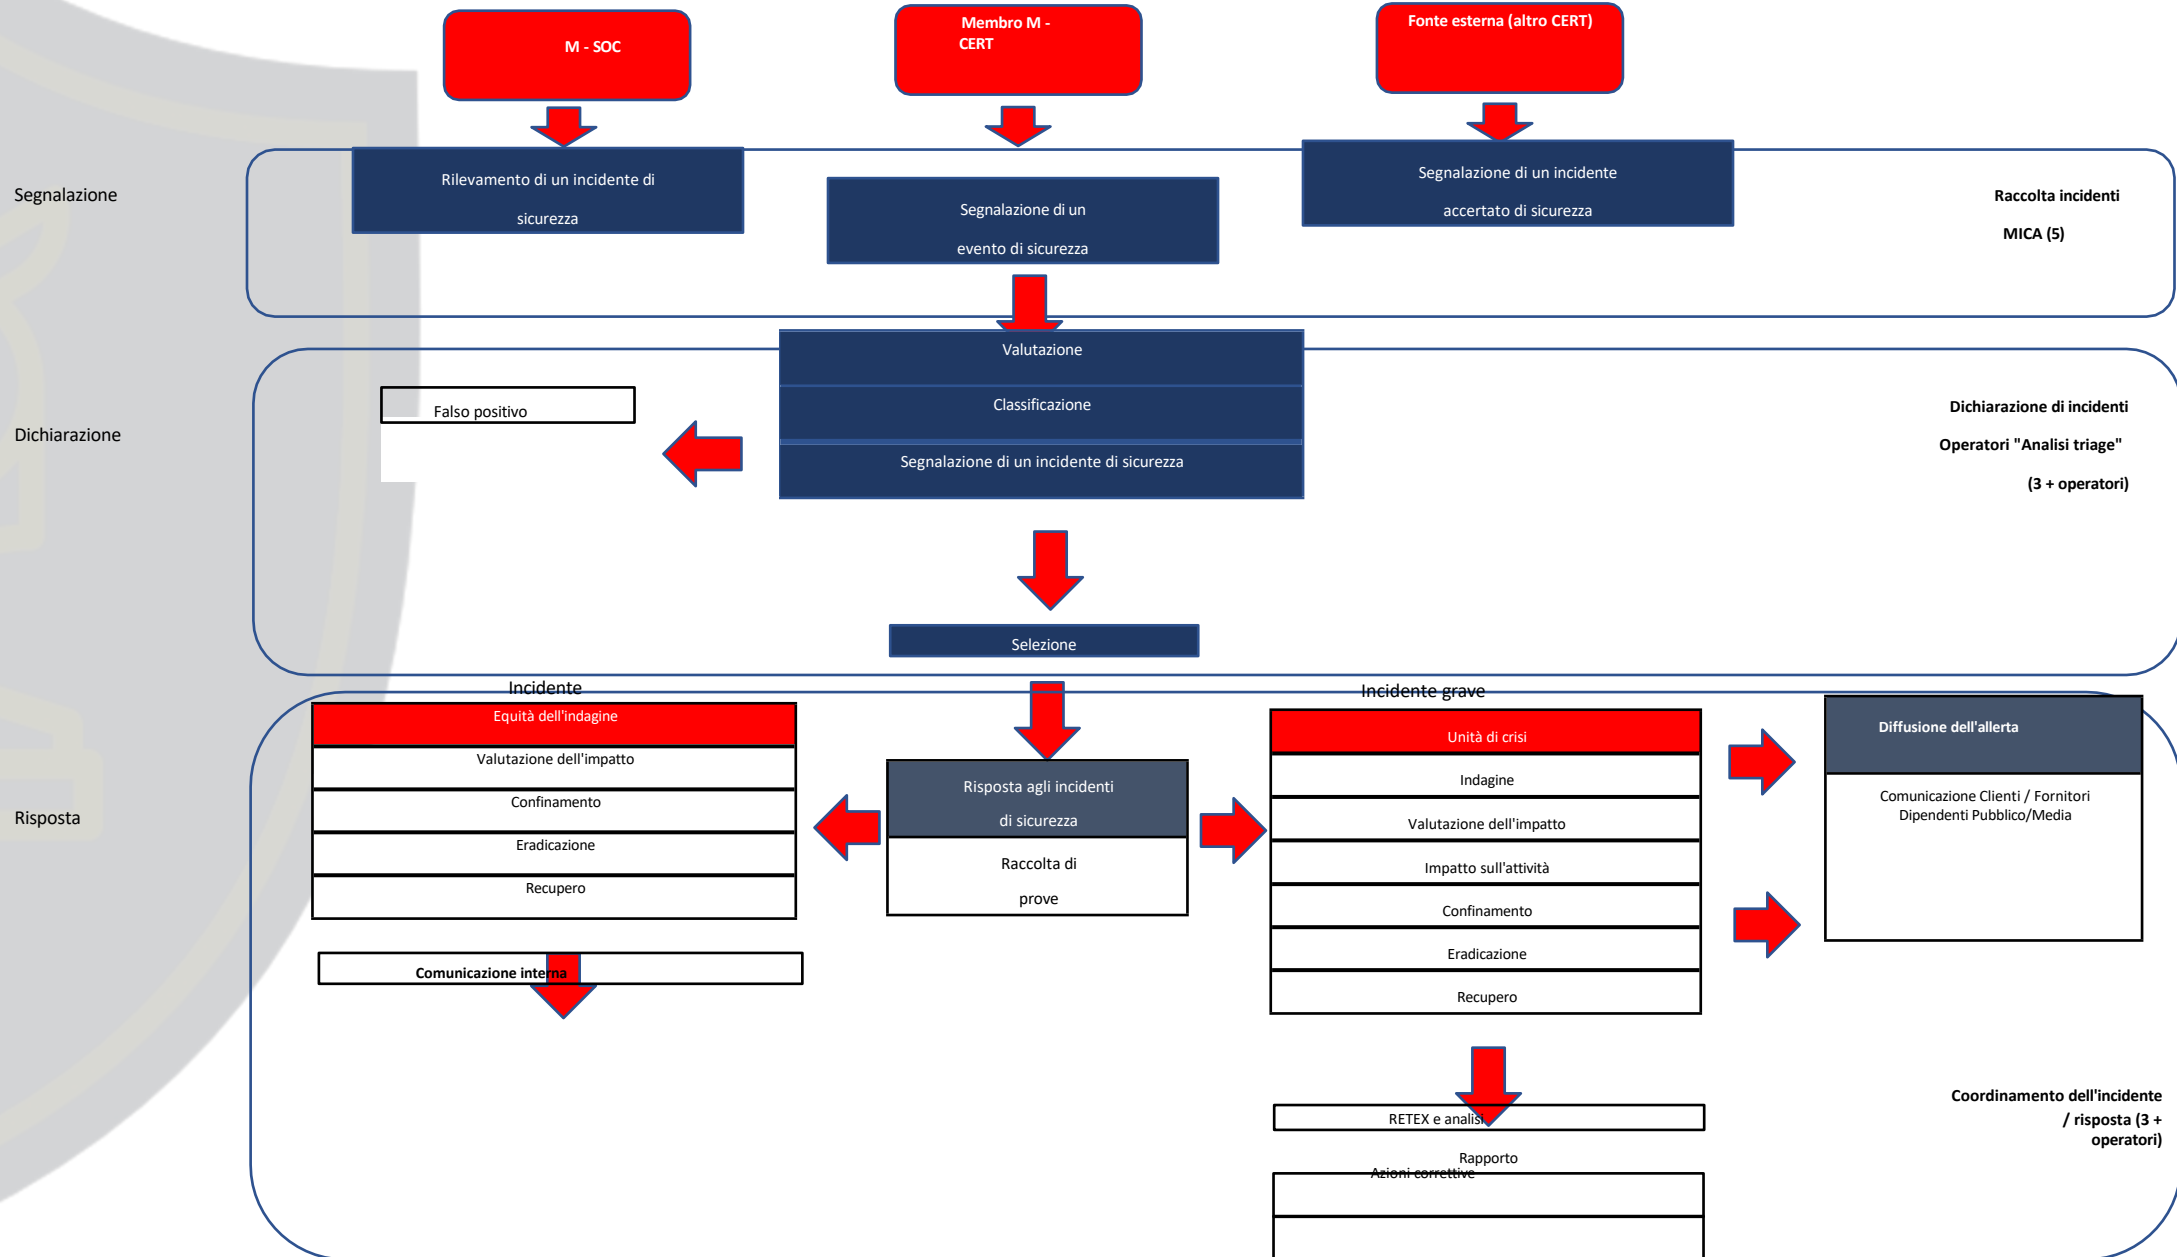 M - SOC
Membro M -
CERT
Fonte esterna (altro CERT)
Segnalazione
Rilevamento di un incidente di
sicurezza
Segnalazione di un
evento di sicurezza
Segnalazione di un incidente
accertato di sicurezza
Raccolta incidenti
MICA (5)
Dichiarazione
Falso positivo
Valutazione
Classificazione
Segnalazione di un incidente di sicurezza
Dichiarazione di incidenti
Operatori "Analisi triage"
(3 + operatori)
Selezione
Risposta
Incidente
Equità dell'indagine
Valutazione dell'impatto
Confinamento
Eradicazione
Recupero
Comunicazione interna
Risposta agli incidenti
di sicurezza
Raccolta di
prove
Incidente grave
Unità di crisi
Indagine
Valutazione dell'impatto
Impatto sull'attività
Confinamento
Eradicazione
Recupero
Diffusione dell'allerta
Comunicazione Clienti / Fornitori
Dipendenti Pubblico/Media
RETEX e analisi
Rapporto
Azioni correttive
Coordinamento dell'incidente
/ risposta (3 +
operatori)